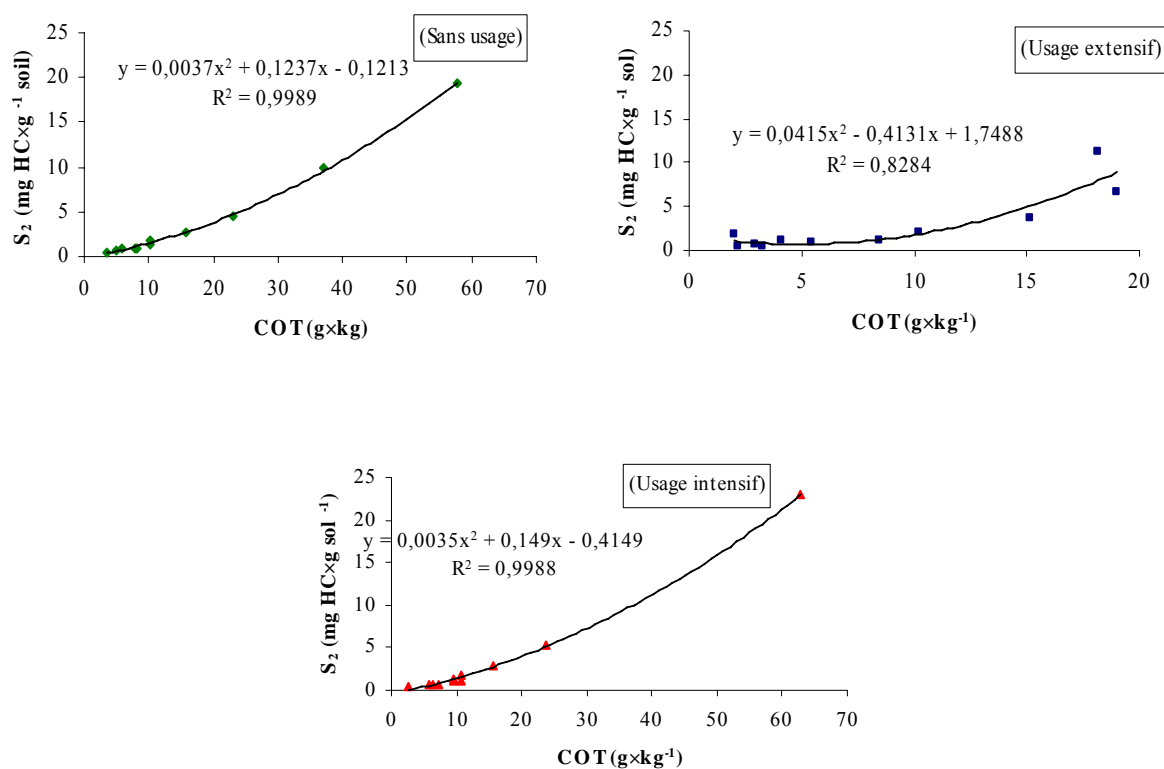 (Sans usage)
y = 0,0037x² + 0,1237x - 0,1213
R² = 0,9989
S₂ (mg HC×g ⁻¹ soil)
25
20
15
10
5
0
0 10 20 30 40 50 60 70
COT (g×kg)
(Usage extensif)
y = 0,0415x² - 0,4131x + 1,7488
R² = 0,8284
S₂ (mg HC×g ⁻¹ sol)
25
20
15
10
5
0
0 5 10 15 20
COT (g×kg⁻¹)
(Usage intensif)
y = 0,0035x² + 0,149x - 0,4149
R² = 0,9988
S₂ (mg HC×g sol ⁻¹)
25
20
15
10
5
0
0 10 20 30 40 50 60 70
COT (g×kg⁻¹)